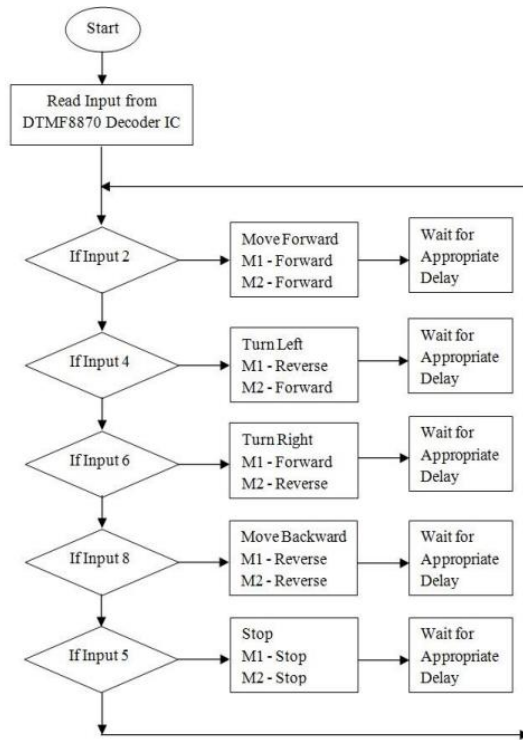 Start
Read Input from
DTMF8870 Decoder IC
If Input 2
Move Forward
M1 - Forward
M2 - Forward
Wait for
Appropriate
Delay
If Input 4
Turn Left
M1 - Reverse
M2 - Forward
Wait for
Appropriate
Delay
If Input 6
Turn Right
M1 - Forward
M2 - Reverse
Wait for
Appropriate
Delay
If Input 8
Move Backward
M1 - Reverse
M2 - Reverse
Wait for
Appropriate
Delay
If Input 5
Stop
M1 - Stop
M2 - Stop
Wait for
Appropriate
Delay